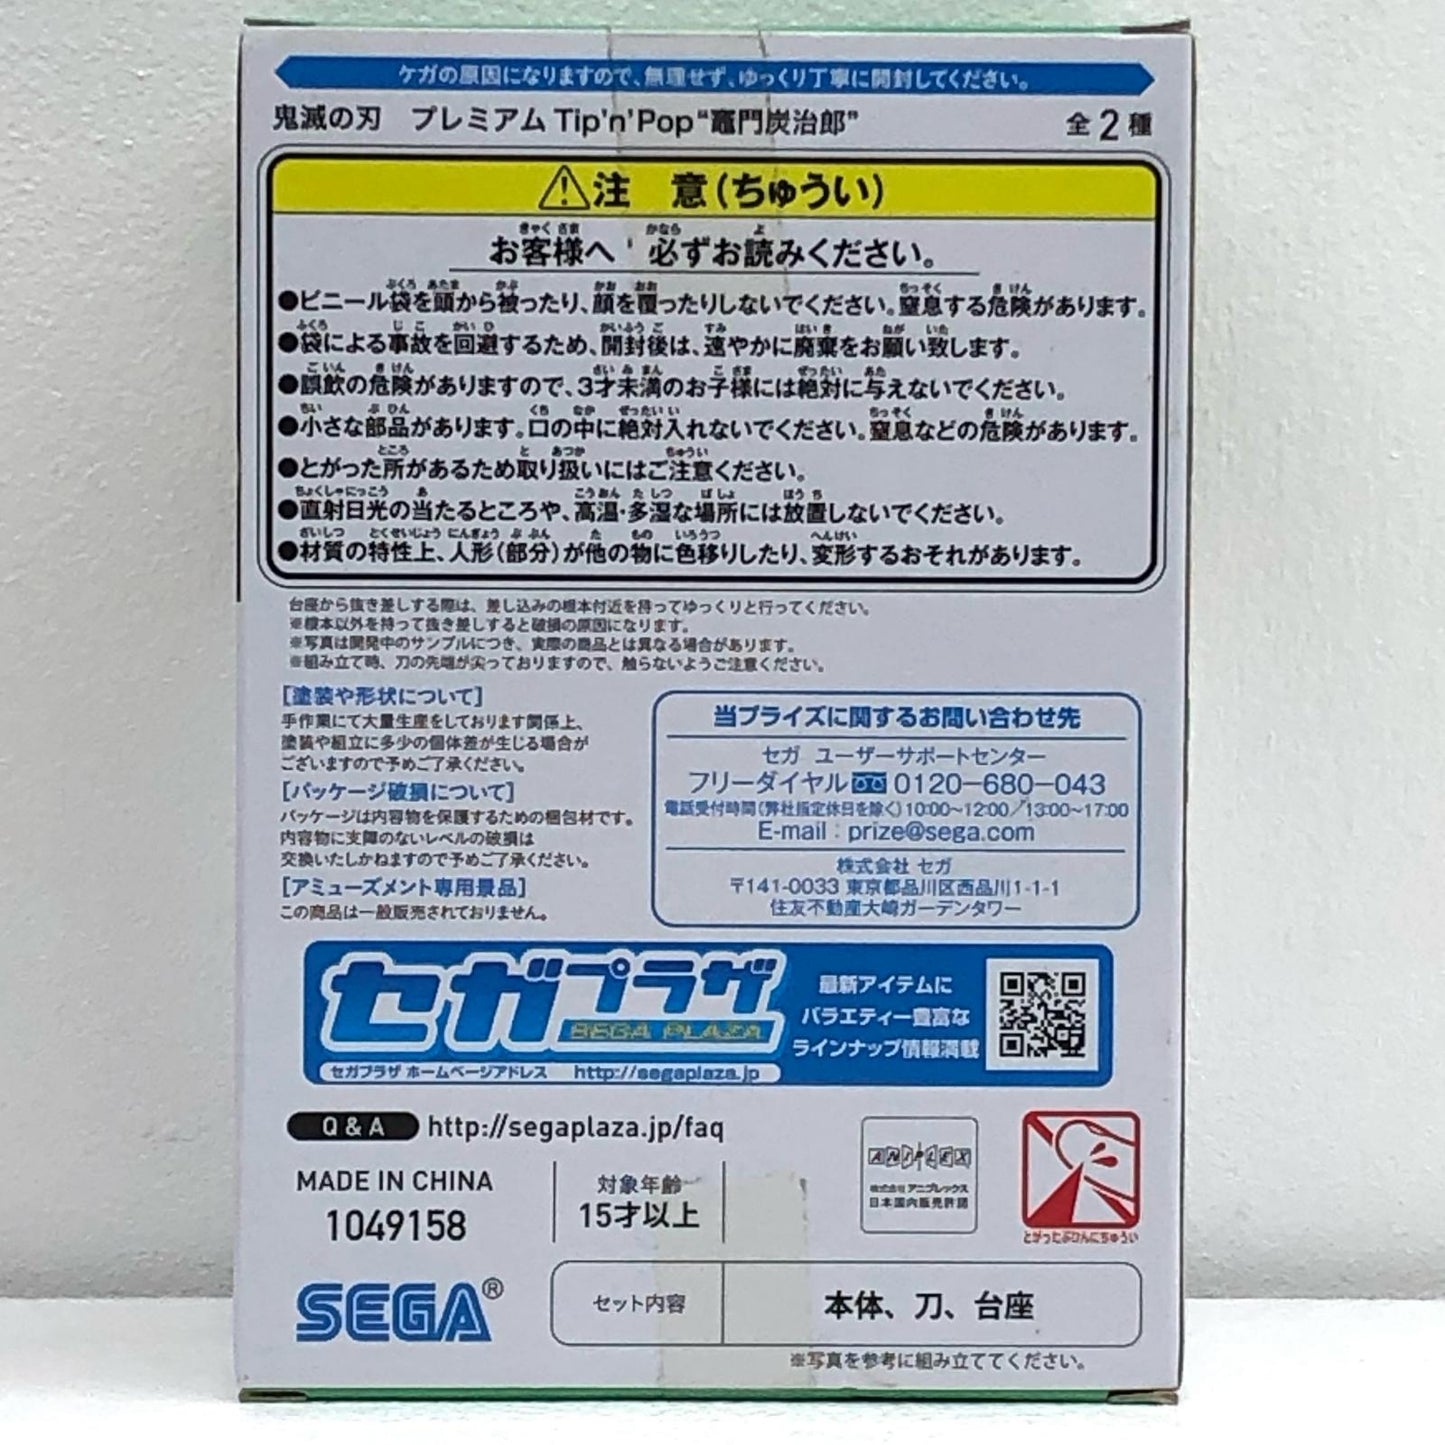 ケガの原因になりますので、無理せず、ゆっくり丁寧に開封してください。
鬼滅の刃 プレミアム Tip'n'Pop“竈門炭治郎” 全2種
注 意(ちゅうい)
お客様へ 必ずお読みください。
●ビニール袋を頭から被ったり、顔を覆ったりしないでください。窒息する危険があります。
●袋による事故を回避するため、開封後は、速やかに廃棄をお願い致します。
●誤飲の危険がありますので、3才未満のお子様には絶対に与えないでください。
●小さな部品があります。口の中に絶対入れないでください。窒息などの危険があります。
●とがった所があるため取り扱いにはご注意ください。
●直射日光の当たるところや、高温・多湿な場所には放置しないでください。
●材質の特性上、人形(部分)が他の物に色移りしたり、変形するおそれがあります。
台座から抜き差しする際は、差し込みの根本付近を持ってゆっくりと行ってください。
※根本以外を持って抜き差しすると破損の原因になります。
※写真は開発中のサンプルにつき、実際の商品とは異なる場合があります。
※組み立て時、刀の先端が尖っておりますので、触らないようご注意ください。
[塗装や形状について]
手作業にて大量生産をしております関係上、
塗装や組立に多少の個体差が生じる場合が
ございますので予めご了承ください。
[パッケージ破損について]
パッケージは内容物を保護するための梱包材です。
内容物に支障のないレベルの破損は
交換いたしかねますので予めご了承ください。
[アミューズメント専用景品]
この商品は一般販売されておりません。
当プライズに関するお問い合わせ先
セガ ユーザーサポートセンター
フリーダイヤル 0120-680-043
電話受付時間(弊社指定休日を除く)10:00~12:00/13:00~17:00
E-mail : prize@sega.com
株式会社 セガ
〒141-0033 東京都品川区西品川1-1-1
住友不動産大崎ガーデンタワー
セガプラザ
SEGA PLAZA
セガプラザ ホームページアドレス http://segaplaza.jp
最新アイテムに
バラエティー豊富な
ラインナップ情報満載
Q & A http://segaplaza.jp/faq
MADE IN CHINA
1049158
対象年齢
15才以上
ANIPLEX
株式会社 アニプレックス
日本国内販売許諾
とがったぶひんにちゅうい
SEGA®
セット内容 本体、刀、台座
※写真を参考に組み立ててください。